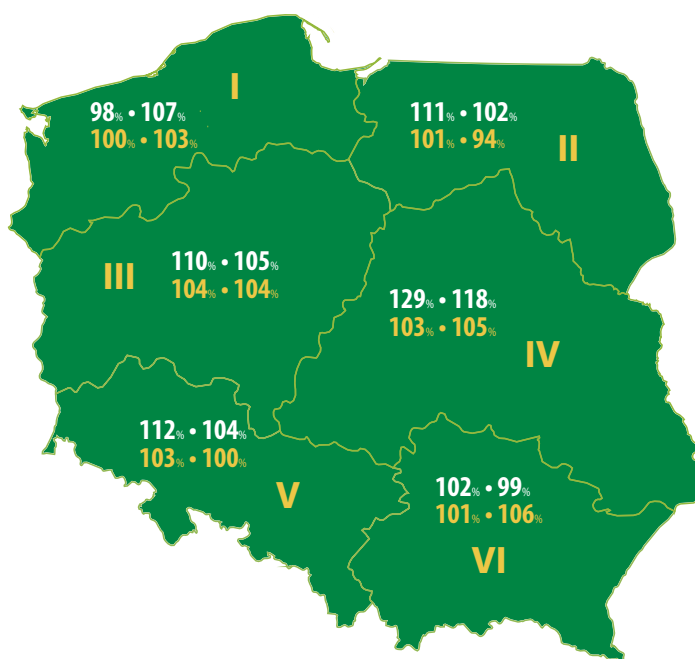 I
98% • 107%
100% • 103%
111% • 102%
101% • 94%
II
III
110% • 105%
104% • 104%
129% • 118%
103% • 105%
IV
112% • 104%
103% • 100%
V
102% • 99%
101% • 106%
VI